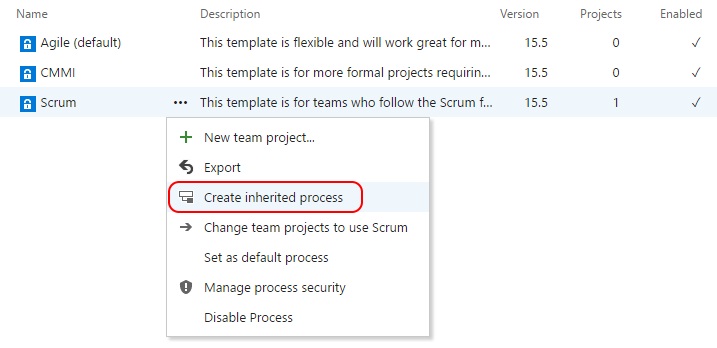 Name Description Version Projects Enabled
Agile (default) This template is flexible and will work great for m... 15.5 0
CMMI This template is for more formal projects requirin... 15.5 0
Scrum ••• This template is for teams who follow the Scrum f... 15.5 1
New team project...
Export
Create inherited process
Change team projects to use Scrum
Set as default process
Manage process security
Disable Process